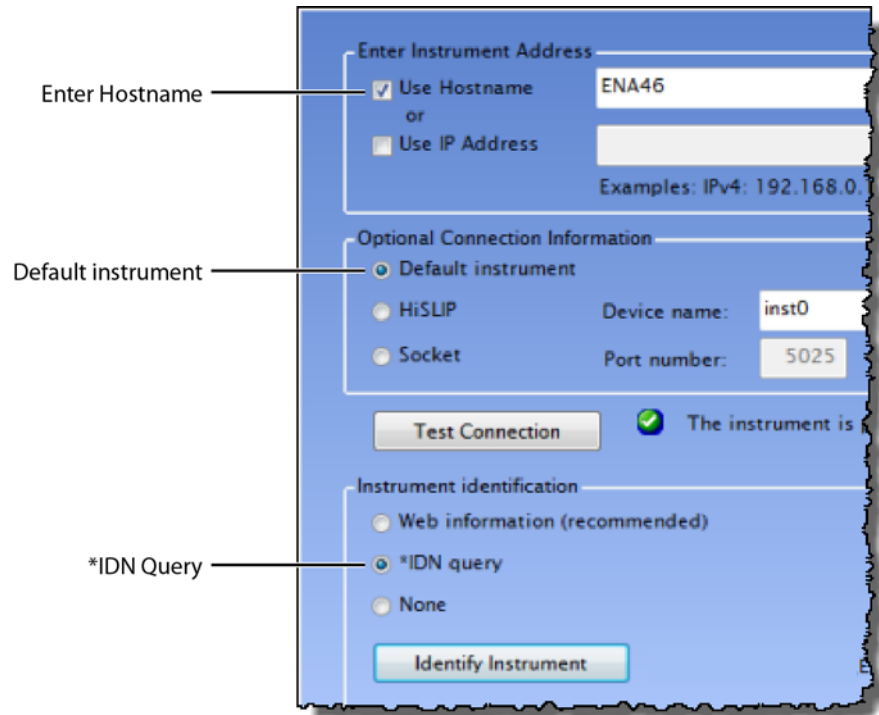 Enter Instrument Address
Enter Hostname
Use Hostname
ENA46
or
Use IP Address
Examples: IPv4: 192.168.0.
Optional Connection Information
Default instrument
Default instrument
HiSLIP
Device name:
inst0
Socket
Port number:
5025
Test Connection
The instrument is
Instrument identification
Web information (recommended)
*IDN Query
*IDN query
None
Identify Instrument